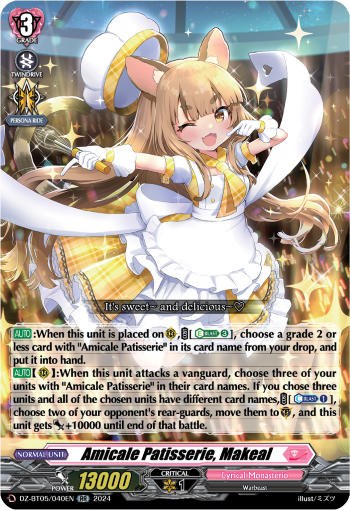 3
GRADE
TWINDRIVE
PERSONA RIDE
It's sweet~ and delicious~♡
AUTO:When this unit is placed on , [BLAST 3], choose a grade 2 or
less card with "Amicale Patisserie" in its card name from your drop, and
put it into hand.
AUTO[ ]:When this unit attacks a vanguard, choose three of your
units with "Amicale Patisserie" in their card names. If you chose three
units and all of the chosen units have different card names, [BLAST 1],
choose two of your opponent's rear-guards, move them to , and this
unit gets +10000 until end of that battle.
NORMAL UNIT
Amicale Patisserie, Makeal
Lyrical Monasterio
Warbeast
POWER
13000
CRITICAL
1
DZ-BT05/040EN RR 2024
illust/ミズツ